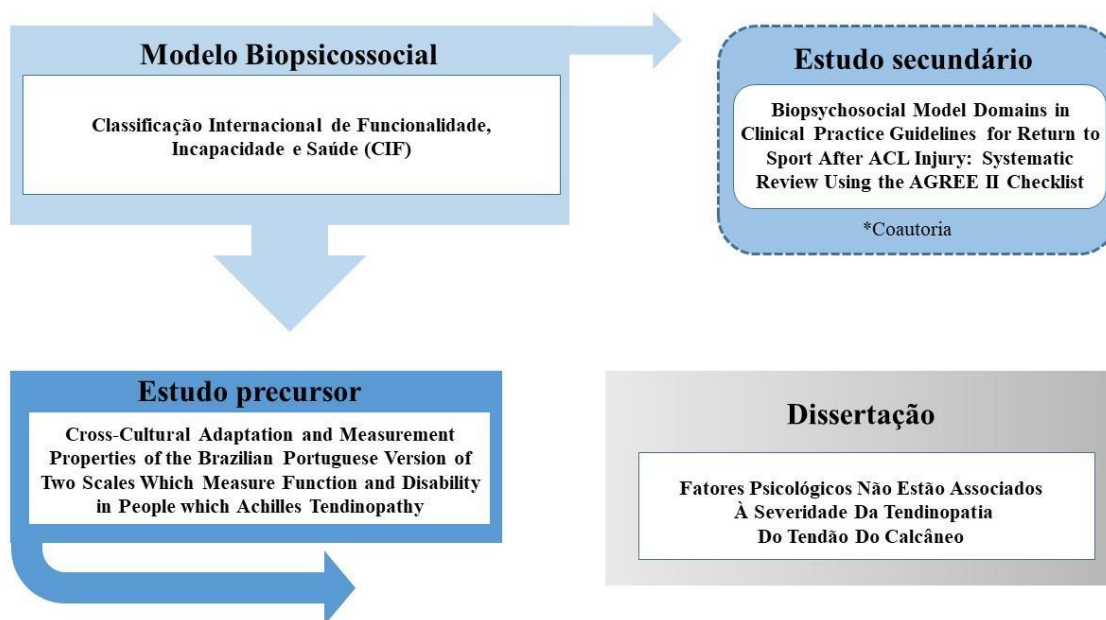 Modelo Biopsicossocial
Classificação Internacional de Funcionalidade,
Incapacidade e Saúde (CIF)
Estudo secundário
Biopsychosocial Model Domains in
Clinical Practice Guidelines for Return to
Sport After ACL Injury: Systematic
Review Using the AGREE II Checklist
*Coautoria
Estudo precursor
Cross-Cultural Adaptation and Measurement
Properties of the Brazilian Portuguese Version of
Two Scales Which Measure Function and Disability
in People which Achilles Tendinopathy
Dissertação
Fatores Psicológicos Não Estão Associados
À Severidade Da Tendinopatia
Do Tendão Do Calcâneo